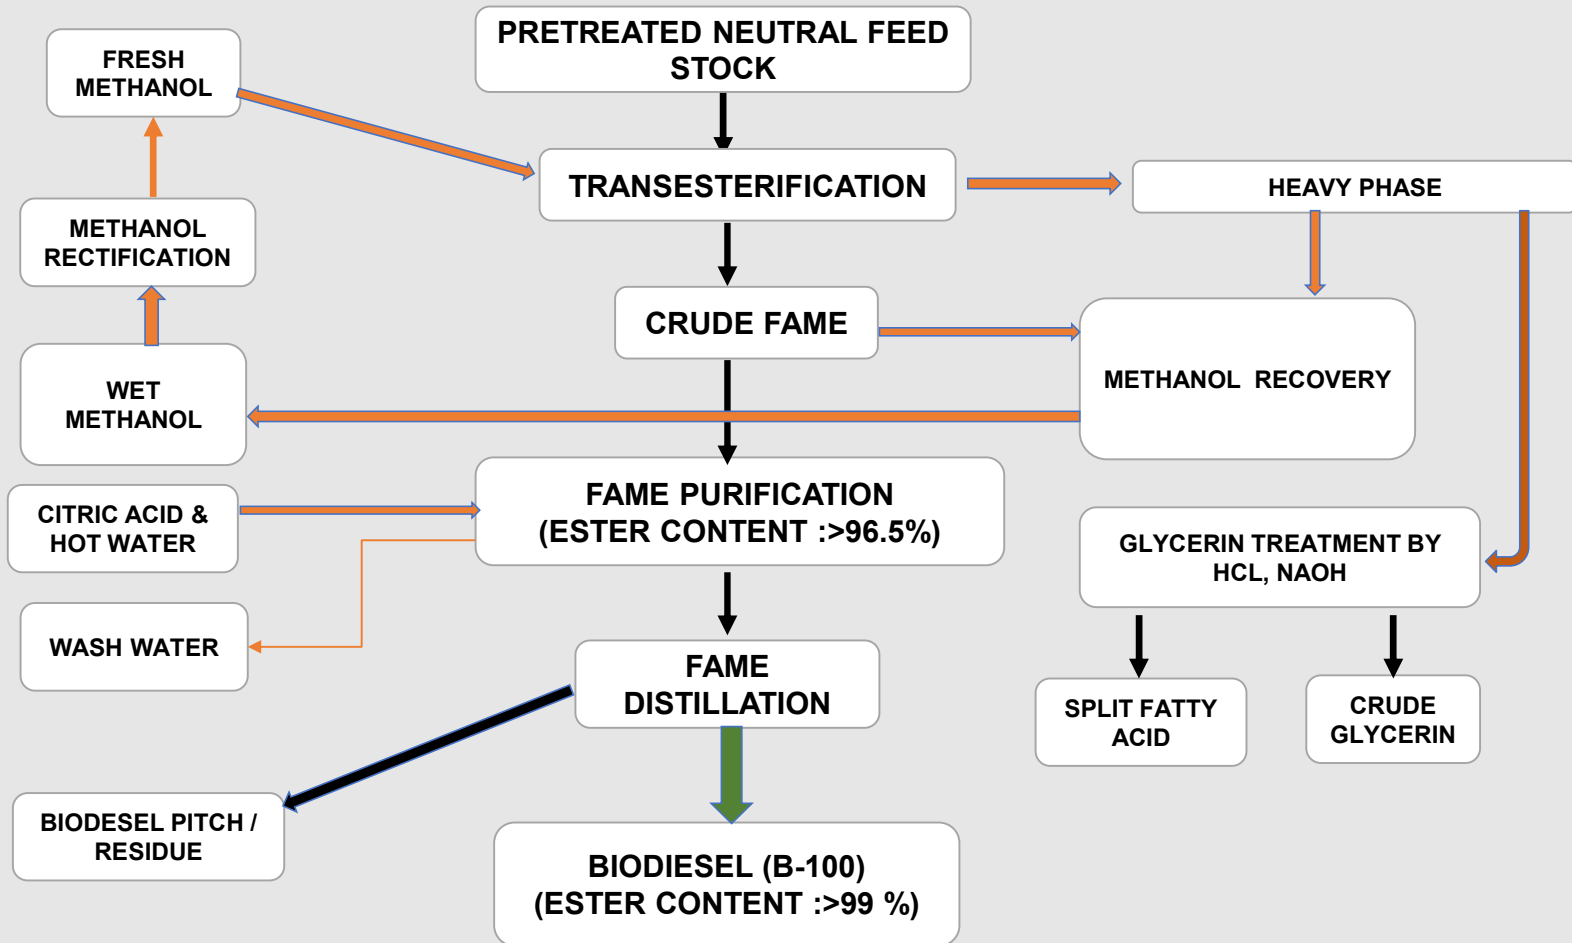 PRETREATED NEUTRAL FEED
STOCK
FRESH
METHANOL
TRANSESTERIFICATION
HEAVY PHASE
METHANOL
RECTIFICATION
CRUDE FAME
METHANOL RECOVERY
WET
METHANOL
FAME PURIFICATION
(ESTER CONTENT :>96.5%)
CITRIC ACID &
HOT WATER
GLYCERIN TREATMENT BY
HCL, NAOH
WASH WATER
FAME
DISTILLATION
SPLIT FATTY
ACID
CRUDE
GLYCERIN
BIODESEL PITCH /
RESIDUE
BIODIESEL (B-100)
(ESTER CONTENT :>99 %)